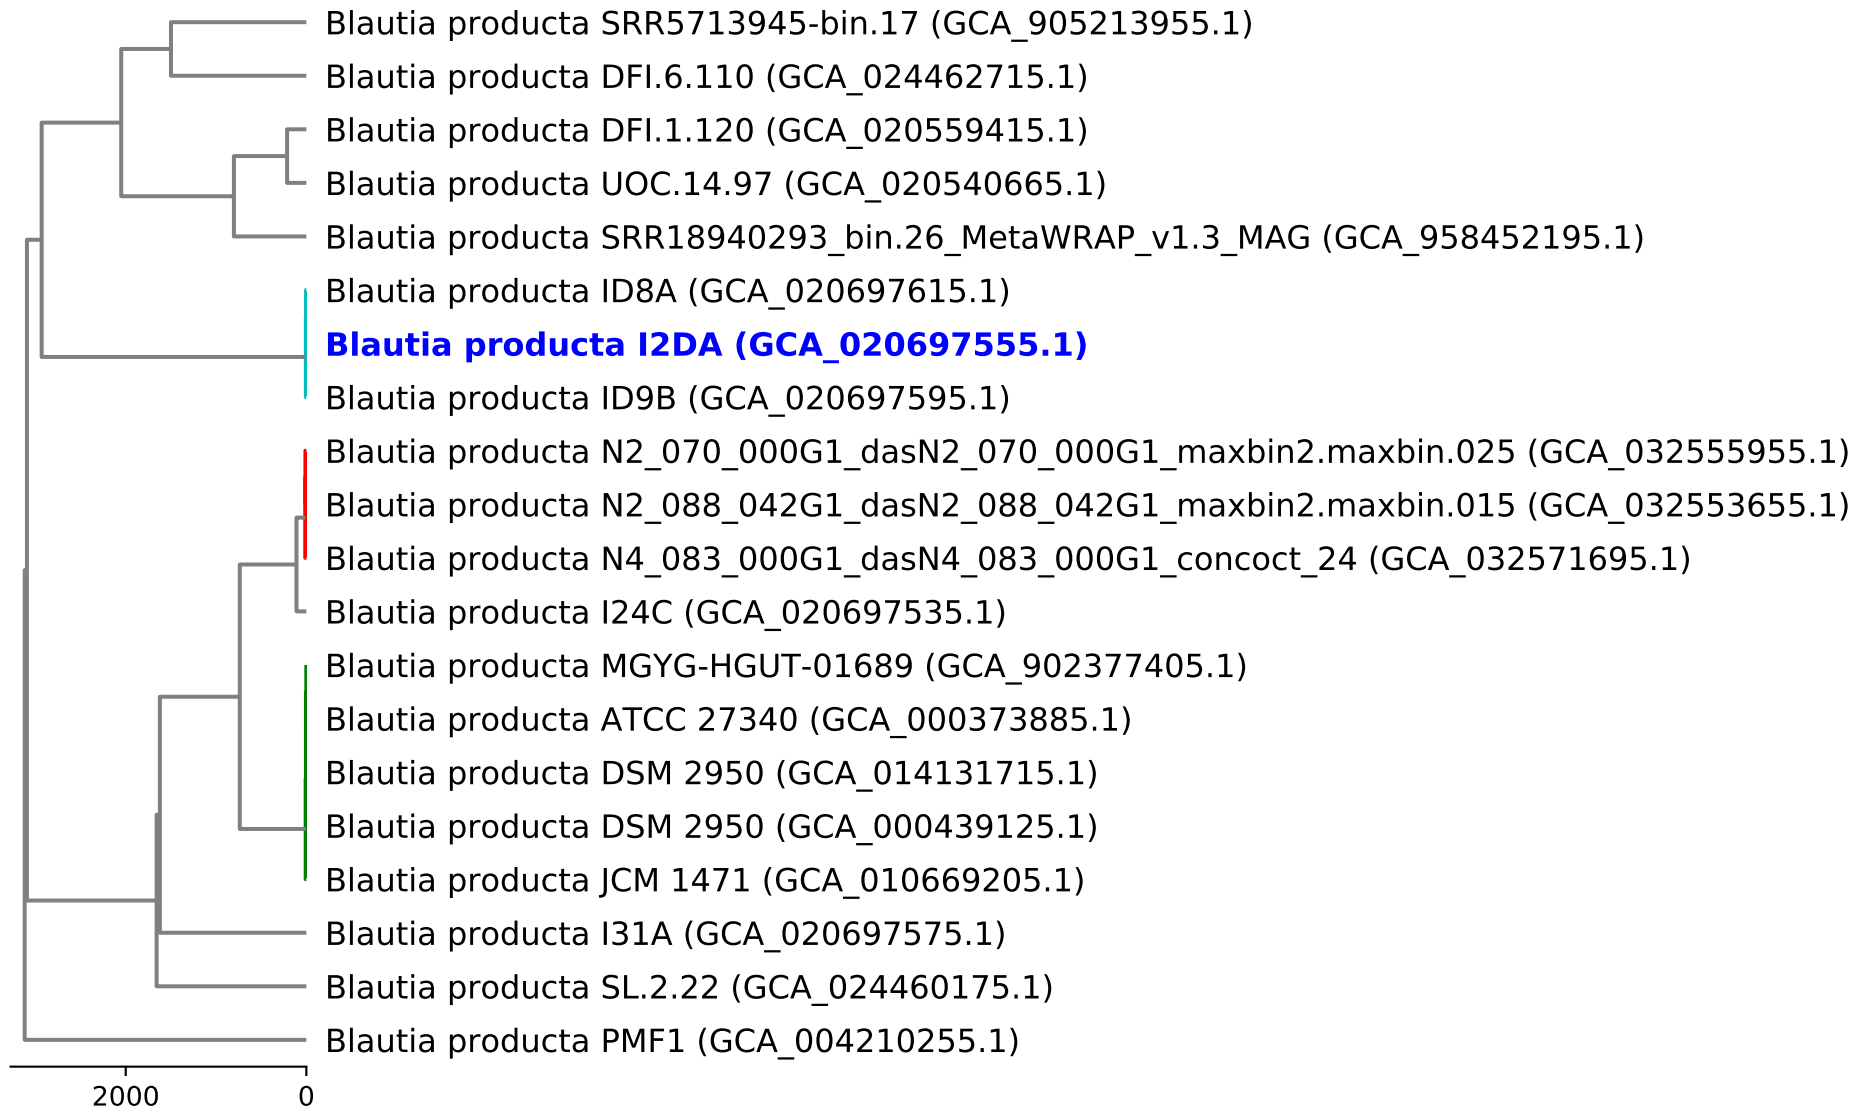 Blautia producta SRR5713945-bin.17 (GCA_905213955.1)
Blautia producta DFI.6.110 (GCA_024462715.1)
Blautia producta DFI.1.120 (GCA_020559415.1)
Blautia producta UOC.14.97 (GCA_020540665.1)
Blautia producta SRR18940293_bin.26_MetaWRAP_v1.3_MAG (GCA_958452195.1)
Blautia producta ID8A (GCA_020697615.1)
Blautia producta I2DA (GCA_020697555.1)
Blautia producta ID9B (GCA_020697595.1)
Blautia producta N2_070_000G1_dasN2_070_000G1_maxbin2.maxbin.025 (GCA_032555955.1)
Blautia producta N2_088_042G1_dasN2_088_042G1_maxbin2.maxbin.015 (GCA_032553655.1)
Blautia producta N4_083_000G1_dasN4_083_000G1_concoct_24 (GCA_032571695.1)
Blautia producta I24C (GCA_020697535.1)
Blautia producta MGYG-HGUT-01689 (GCA_902377405.1)
Blautia producta ATCC 27340 (GCA_000373885.1)
Blautia producta DSM 2950 (GCA_014131715.1)
Blautia producta DSM 2950 (GCA_000439125.1)
Blautia producta JCM 1471 (GCA_010669205.1)
Blautia producta I31A (GCA_020697575.1)
Blautia producta SL.2.22 (GCA_024460175.1)
Blautia producta PMF1 (GCA_004210255.1)
2000 0